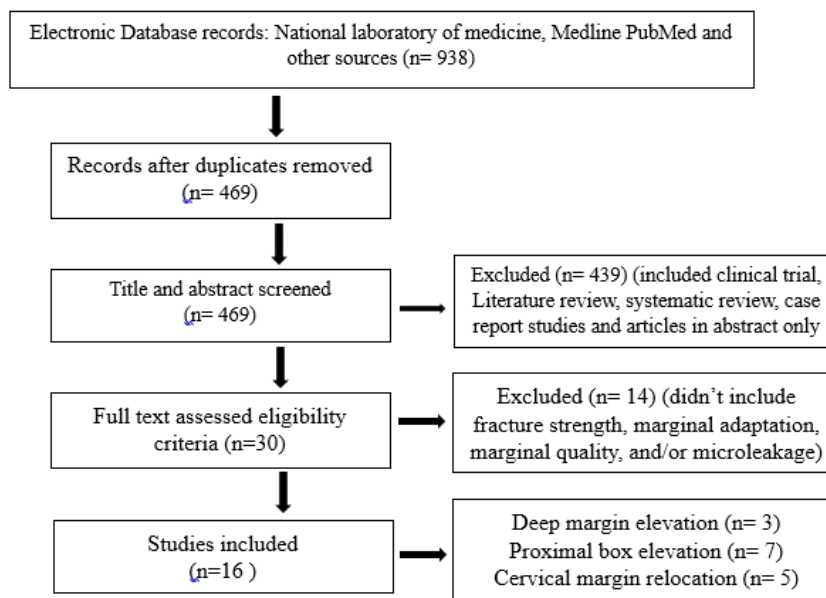 Electronic Database records: National laboratory of medicine, Medline PubMed and
other sources (n= 938)
Records after duplicates removed
(n= 469)
Title and abstract screened
(n= 469)
Excluded (n= 439) (included clinical trial,
Literature review, systematic review, case
report studies and articles in abstract only
Full text assessed eligibility
criteria (n=30)
Excluded (n= 14) (didn’t include
fracture strength, marginal adaptation,
marginal quality, and/or microleakage)
Studies included
(n=16 )
Deep margin elevation (n= 3)
Proximal box elevation (n= 7)
Cervical margin relocation (n= 5)